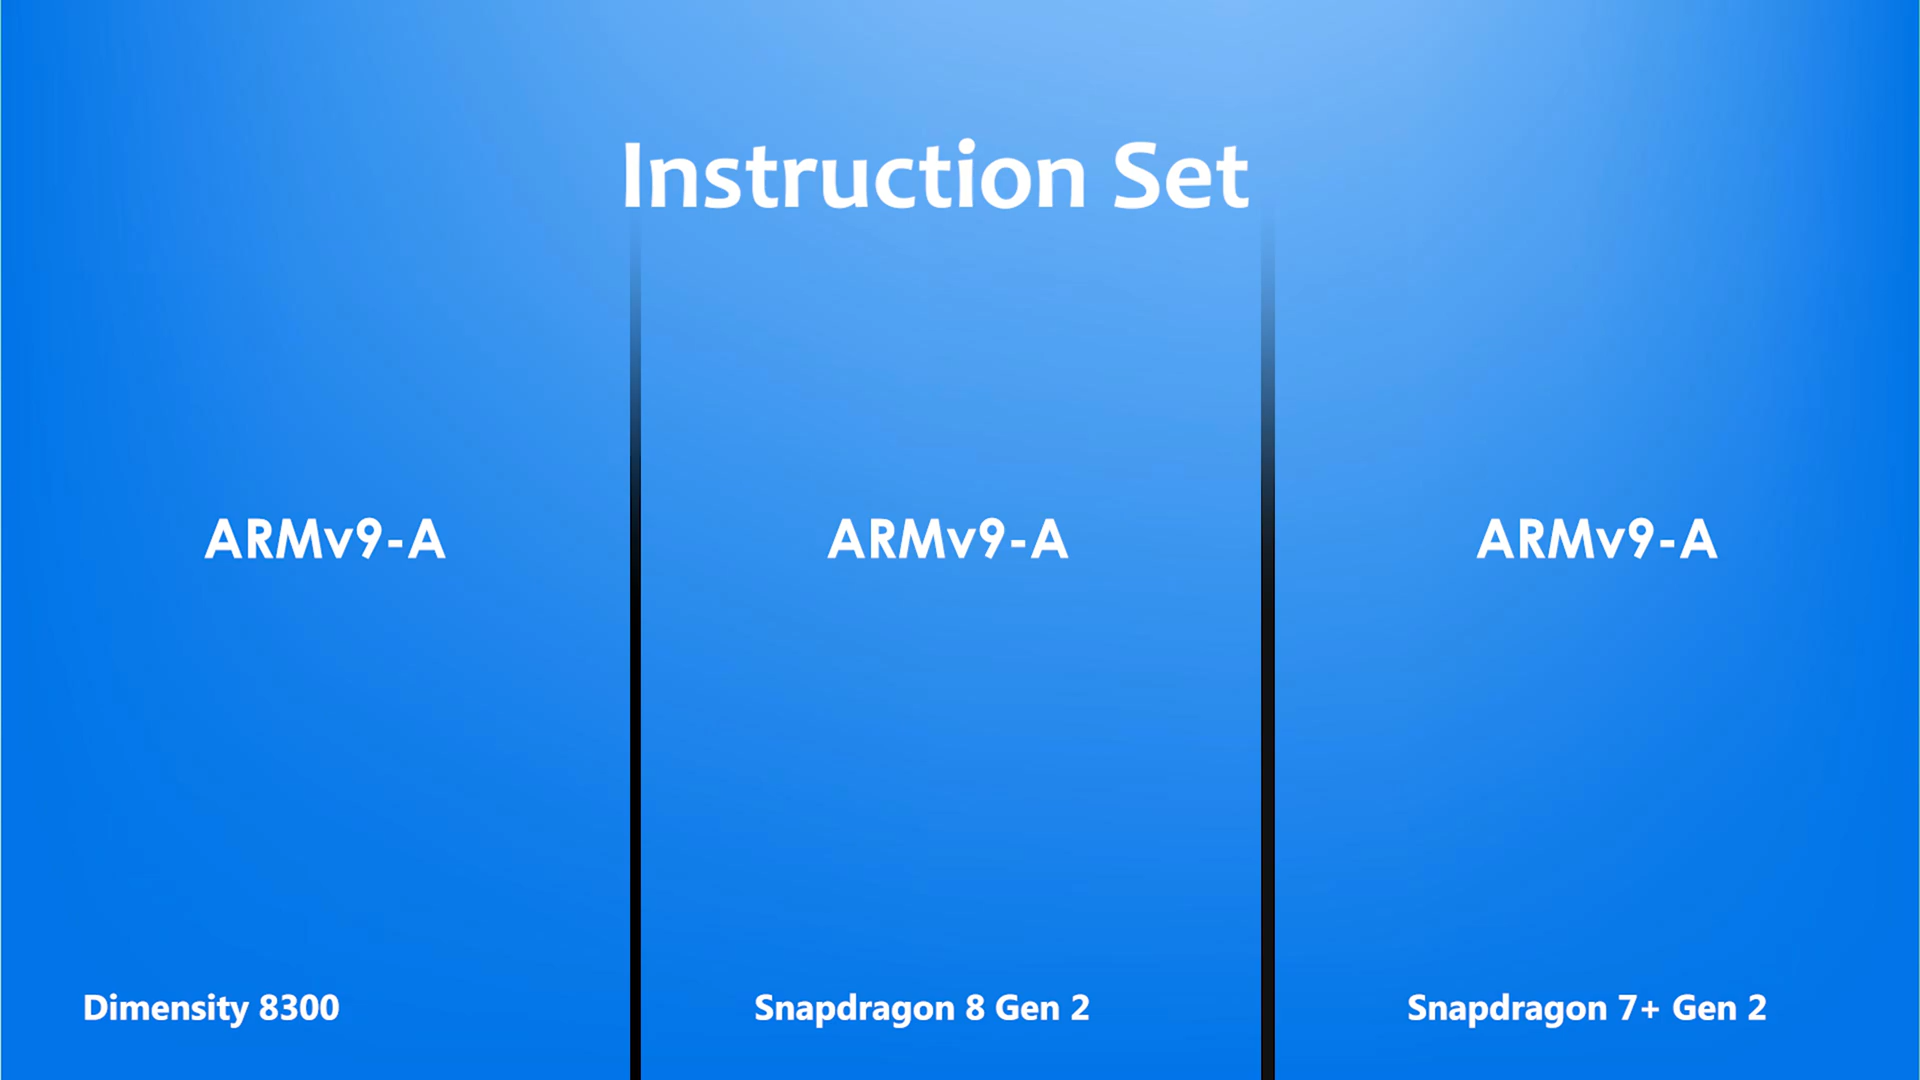 Instruction Set
ARMv9-A
ARMv9-A
ARMv9-A
Dimensity 8300
Snapdragon 8 Gen 2
Snapdragon 7+ Gen 2